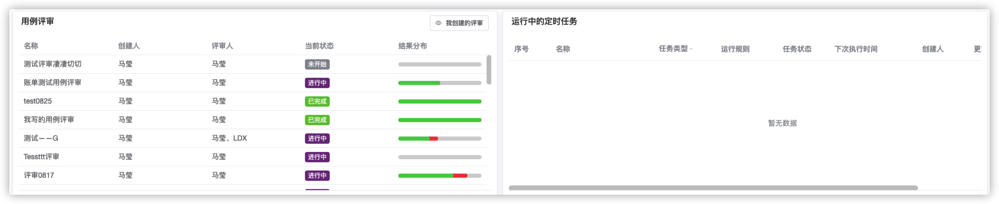 用例评审
我创建的评审
名称 创建人 评审人 当前状态 结果分布
测试评审凄凄切切 马莹 马莹 未开始
账单测试用例评审 马莹 马莹 进行中
test0825 马莹 马莹 已完成
我写的用例评审 马莹 马莹 已完成
测试——G 马莹 马莹、LDX 进行中
Tessttt评审 马莹 马莹 进行中
评审0817 马莹 马莹 进行中
运行中的定时任务
序号 名称 任务类型 运行规则 任务状态 下次执行时间 创建人 更
暂无数据